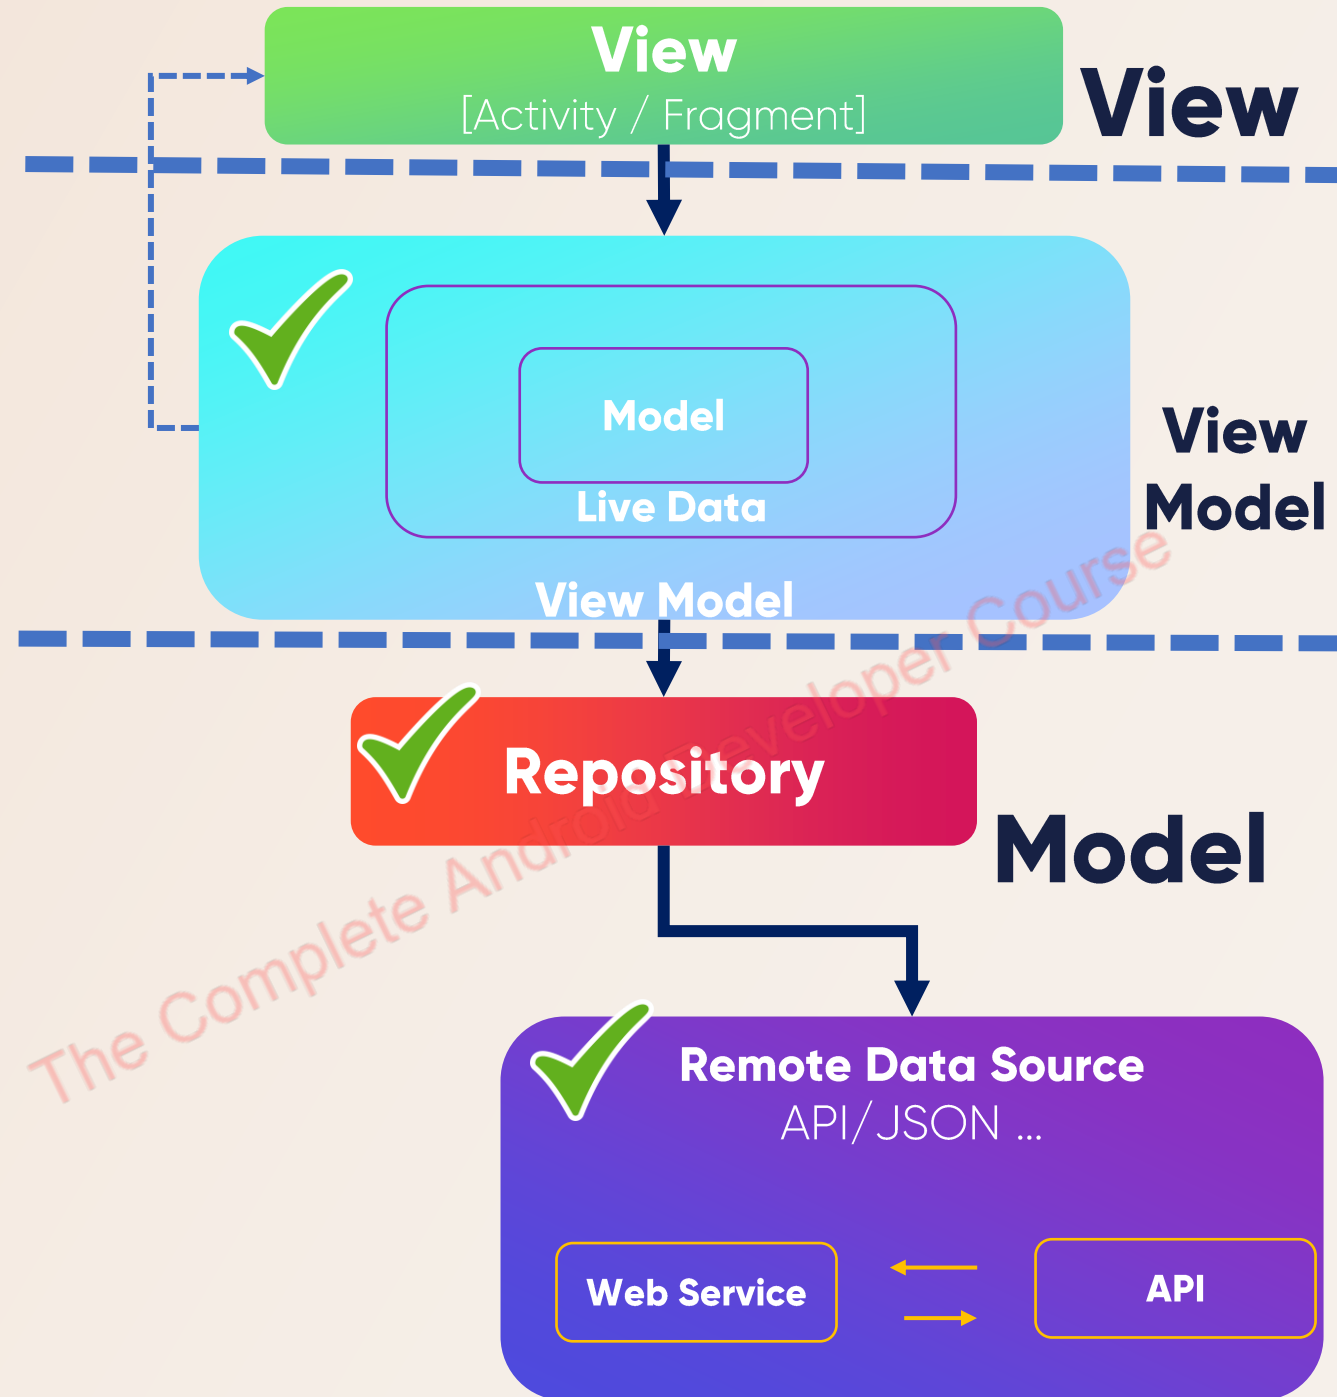 View
[Activity / Fragment]
View
Model
Live Data
View Model
View
Model
Repository
Model
The Complete Android Developer Course
Remote Data Source
API/JSON ...
Web Service
API